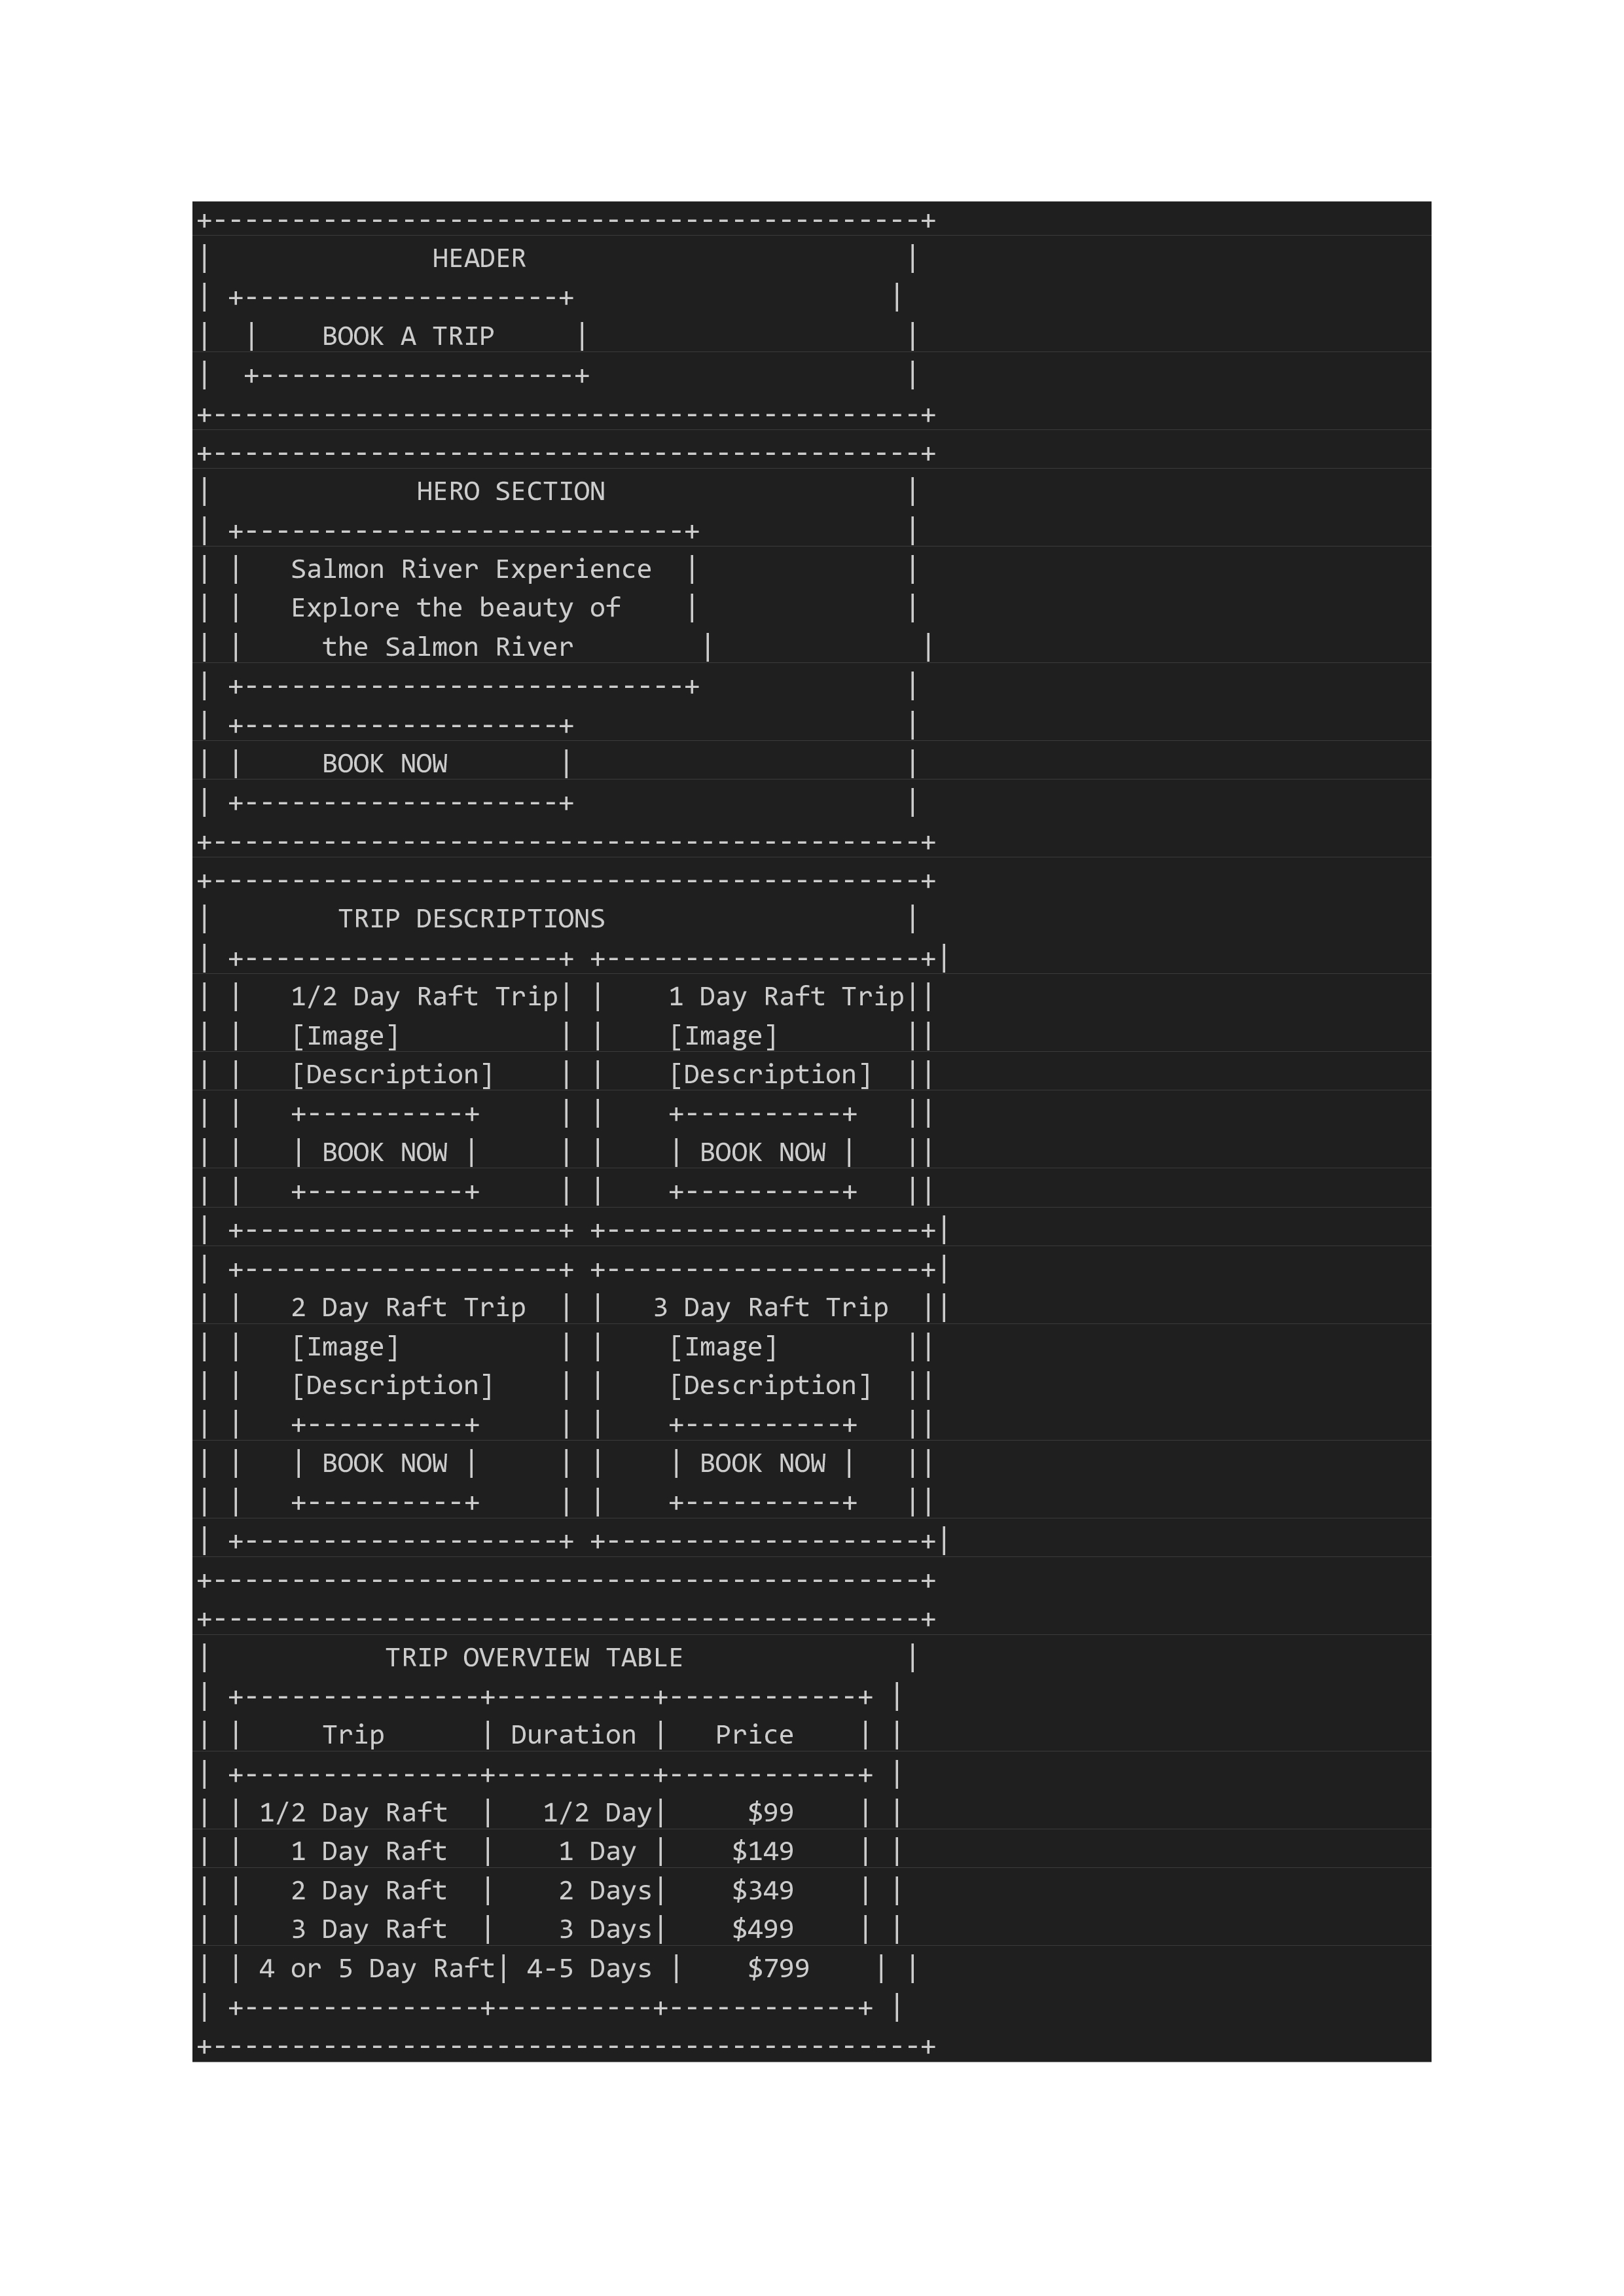 +---------------------------------------------+
|              HEADER                        |
| +--------------------+                    |
|  |    BOOK A TRIP     |                    |
|  +--------------------+                    |
+---------------------------------------------+
+---------------------------------------------+
|             HERO SECTION                   |
| +----------------------------+             |
| |   Salmon River Experience  |             |
| |   Explore the beauty of    |             |
| |     the Salmon River        |             |
| +----------------------------+             |
| +--------------------+                     |
| |     BOOK NOW       |                     |
| +--------------------+                     |
+---------------------------------------------+
+---------------------------------------------+
|        TRIP DESCRIPTIONS                   |
| +--------------------+ +--------------------+|
| |   1/2 Day Raft Trip| |    1 Day Raft Trip||
| |   [Image]          | |    [Image]        ||
| |   [Description]    | |    [Description]  ||
| |   +----------+     | |    +----------+   ||
| |   | BOOK NOW |     | |    | BOOK NOW |   ||
| |   +----------+     | |    +----------+   ||
| +--------------------+ +--------------------+|
| +--------------------+ +--------------------+|
| |   2 Day Raft Trip  | |   3 Day Raft Trip  ||
| |   [Image]          | |    [Image]        ||
| |   [Description]    | |    [Description]  ||
| |   +----------+     | |    +----------+   ||
| |   | BOOK NOW |     | |    | BOOK NOW |   ||
| |   +----------+     | |    +----------+   ||
| +--------------------+ +--------------------+|
+---------------------------------------------+
+---------------------------------------------+
|           TRIP OVERVIEW TABLE              |
| +---------------+----------+------------+ |
| |     Trip      | Duration |   Price    | |
| +---------------+----------+------------+ |
| | 1/2 Day Raft  |   1/2 Day|     $99    | |
| |   1 Day Raft  |    1 Day |    $149    | |
| |   2 Day Raft  |    2 Days|    $349    | |
| |   3 Day Raft  |    3 Days|    $499    | |
| | 4 or 5 Day Raft| 4-5 Days |    $799    | |
| +---------------+----------+------------+ |
+---------------------------------------------+